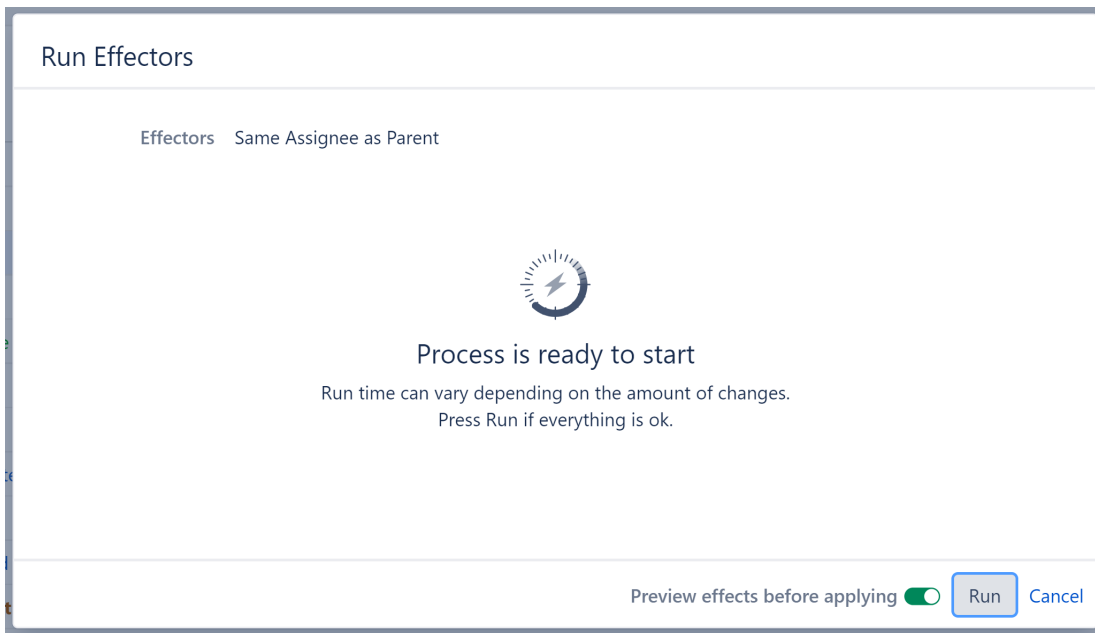 Run Effectors
Effectors Same Assignee as Parent
Process is ready to start
Run time can vary depending on the amount of changes.
Press Run if everything is ok.
Preview effects before applying Run Cancel